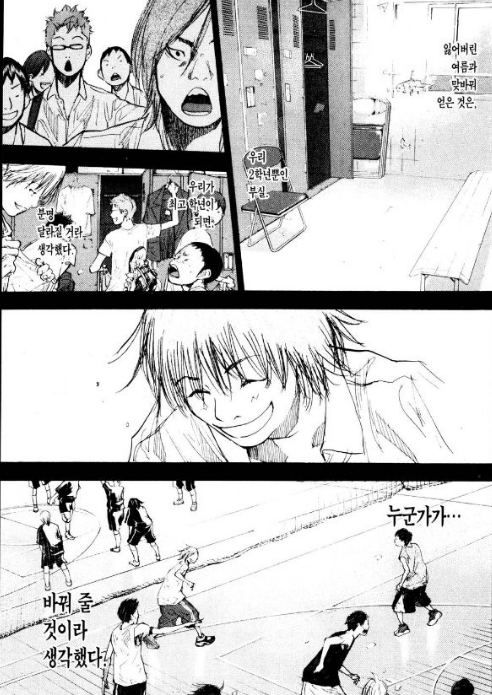 잃어버린
여름과
맞바꿔
얻은 것은,
우리
2학년뿐인
부실.
우리가
최고 학년이
되면,
분명
달라질 거라
생각했다.
누군가가…
바꿔 줄
것이라
생각했다.